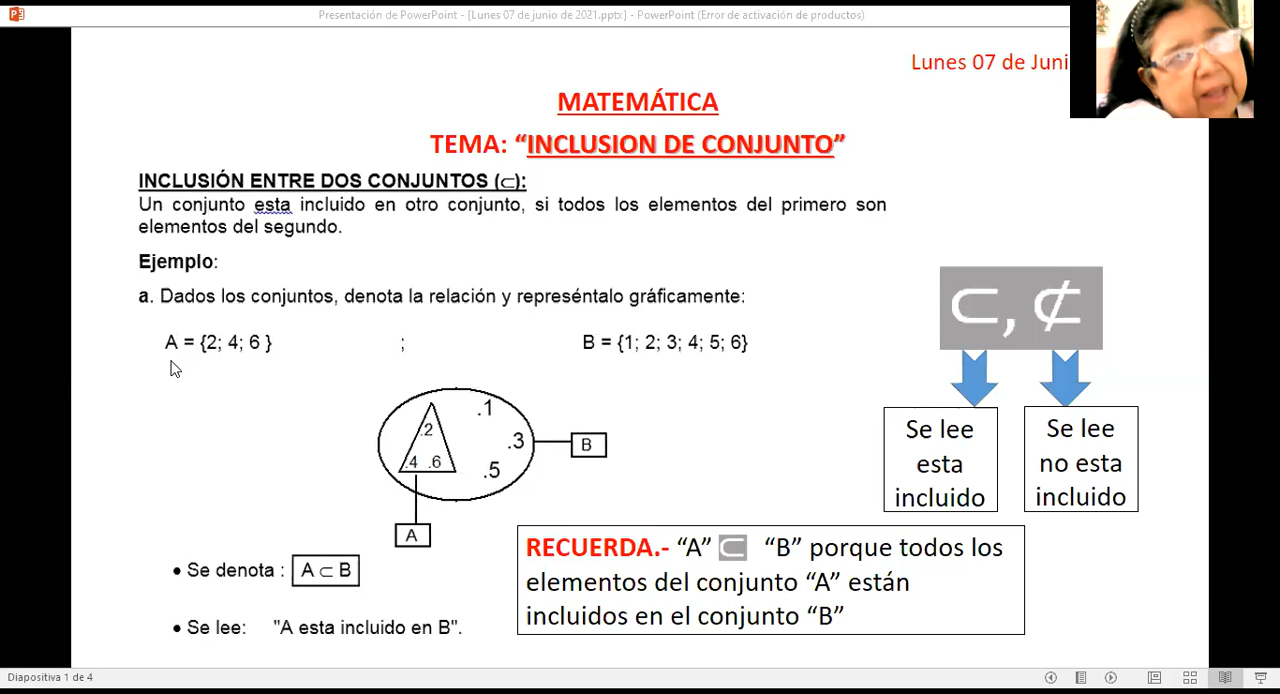 Presentación de PowerPoint - [Lunes 07 de junio de 2021.pptx] - PowerPoint (Error de activación de productos)
Lunes 07 de Juni
MATEMÁTICA
TEMA: “INCLUSION DE CONJUNTO”
INCLUSIÓN ENTRE DOS CONJUNTOS (⊂):
Un conjunto esta incluido en otro conjunto, si todos los elementos del primero son
elementos del segundo.
Ejemplo:
a. Dados los conjuntos, denota la relación y represéntalo gráficamente:
A = {2; 4; 6 } ; B = {1; 2; 3; 4; 5; 6}
⊂, ⊄
Se lee
esta
incluido
Se lee
no esta
incluido
.1
.2
.3
.4 .6
.5
B
A
• Se denota : A ⊂ B
• Se lee: "A esta incluido en B".
RECUERDA.- “A” ⊂ “B” porque todos los
elementos del conjunto “A” están
incluidos en el conjunto “B”
Diapositiva 1 de 4